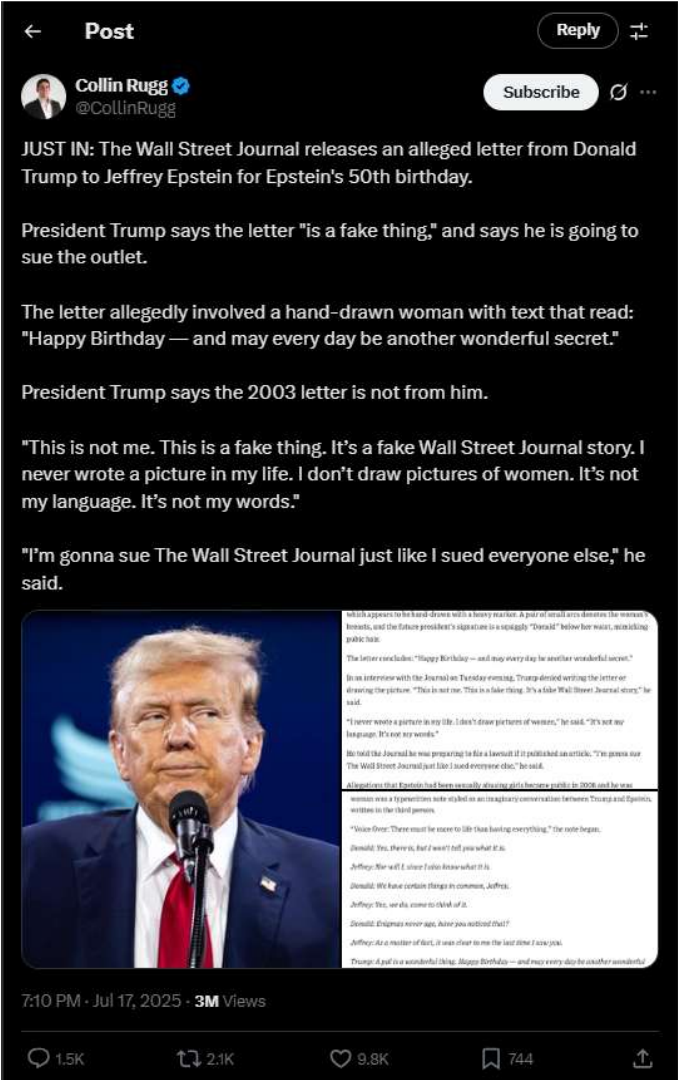 Post
Reply
Collin Rugg
@CollinRugg
Subscribe
JUST IN: The Wall Street Journal releases an alleged letter from Donald
Trump to Jeffrey Epstein for Epstein's 50th birthday.
President Trump says the letter "is a fake thing," and says he is going to
sue the outlet.
The letter allegedly involved a hand-drawn woman with text that read:
"Happy Birthday — and may every day be another wonderful secret."
President Trump says the 2003 letter is not from him.
"This is not me. This is a fake thing. It's a fake Wall Street Journal story. I
never wrote a picture in my life. I don't draw pictures of women. It's not
my language. It's not my words."
"I'm gonna sue The Wall Street Journal just like I sued everyone else," he
said.
which appears to be hand-drawn with a heavy marker. A pair of small arcs denotes the woman's
breasts, and the future president's signature is a squiggly "Donald" below her waist, mimicking
pubic hair.
The letter concludes: "Happy Birthday — and may every day be another wonderful secret."
In an interview with the Journal on Tuesday evening, Trump denied writing the letter or
drawing the picture. "This is not me. This is a fake thing. It's a fake Wall Street Journal story," he
said.
"I never wrote a picture in my life. I don't draw pictures of women," he said. "It's not my
language. It's not my words."
He told the Journal he was preparing to file a lawsuit if it published an article. "I'm gonna sue
The Wall Street Journal just like I sued everyone else," he said.
Allegations that Epstein had been sexually abusing girls became public in 2006 and he was
woman was a typewritten note styled as an imaginary conversation between Trump and Epstein,
written in the third person.
"Voice Over: There must be more to life than having everything," the note began.
Donald: Yes, there is, but I won't tell you what it is.
Jeffrey: Nor will I, since I also know what it is.
Donald: We have certain things in common, Jeffrey.
Jeffrey: Yes, we do, come to think of it.
Donald: Enigmas never age, have you noticed that?
Jeffrey: As a matter of fact, it was clear to me the last time I saw you.
Trump: A pal is a wonderful thing. Happy Birthday — and may every day be another wonderful
7:10 PM · Jul 17, 2025 · 3M Views
1.5K
2.1K
9.8K
744